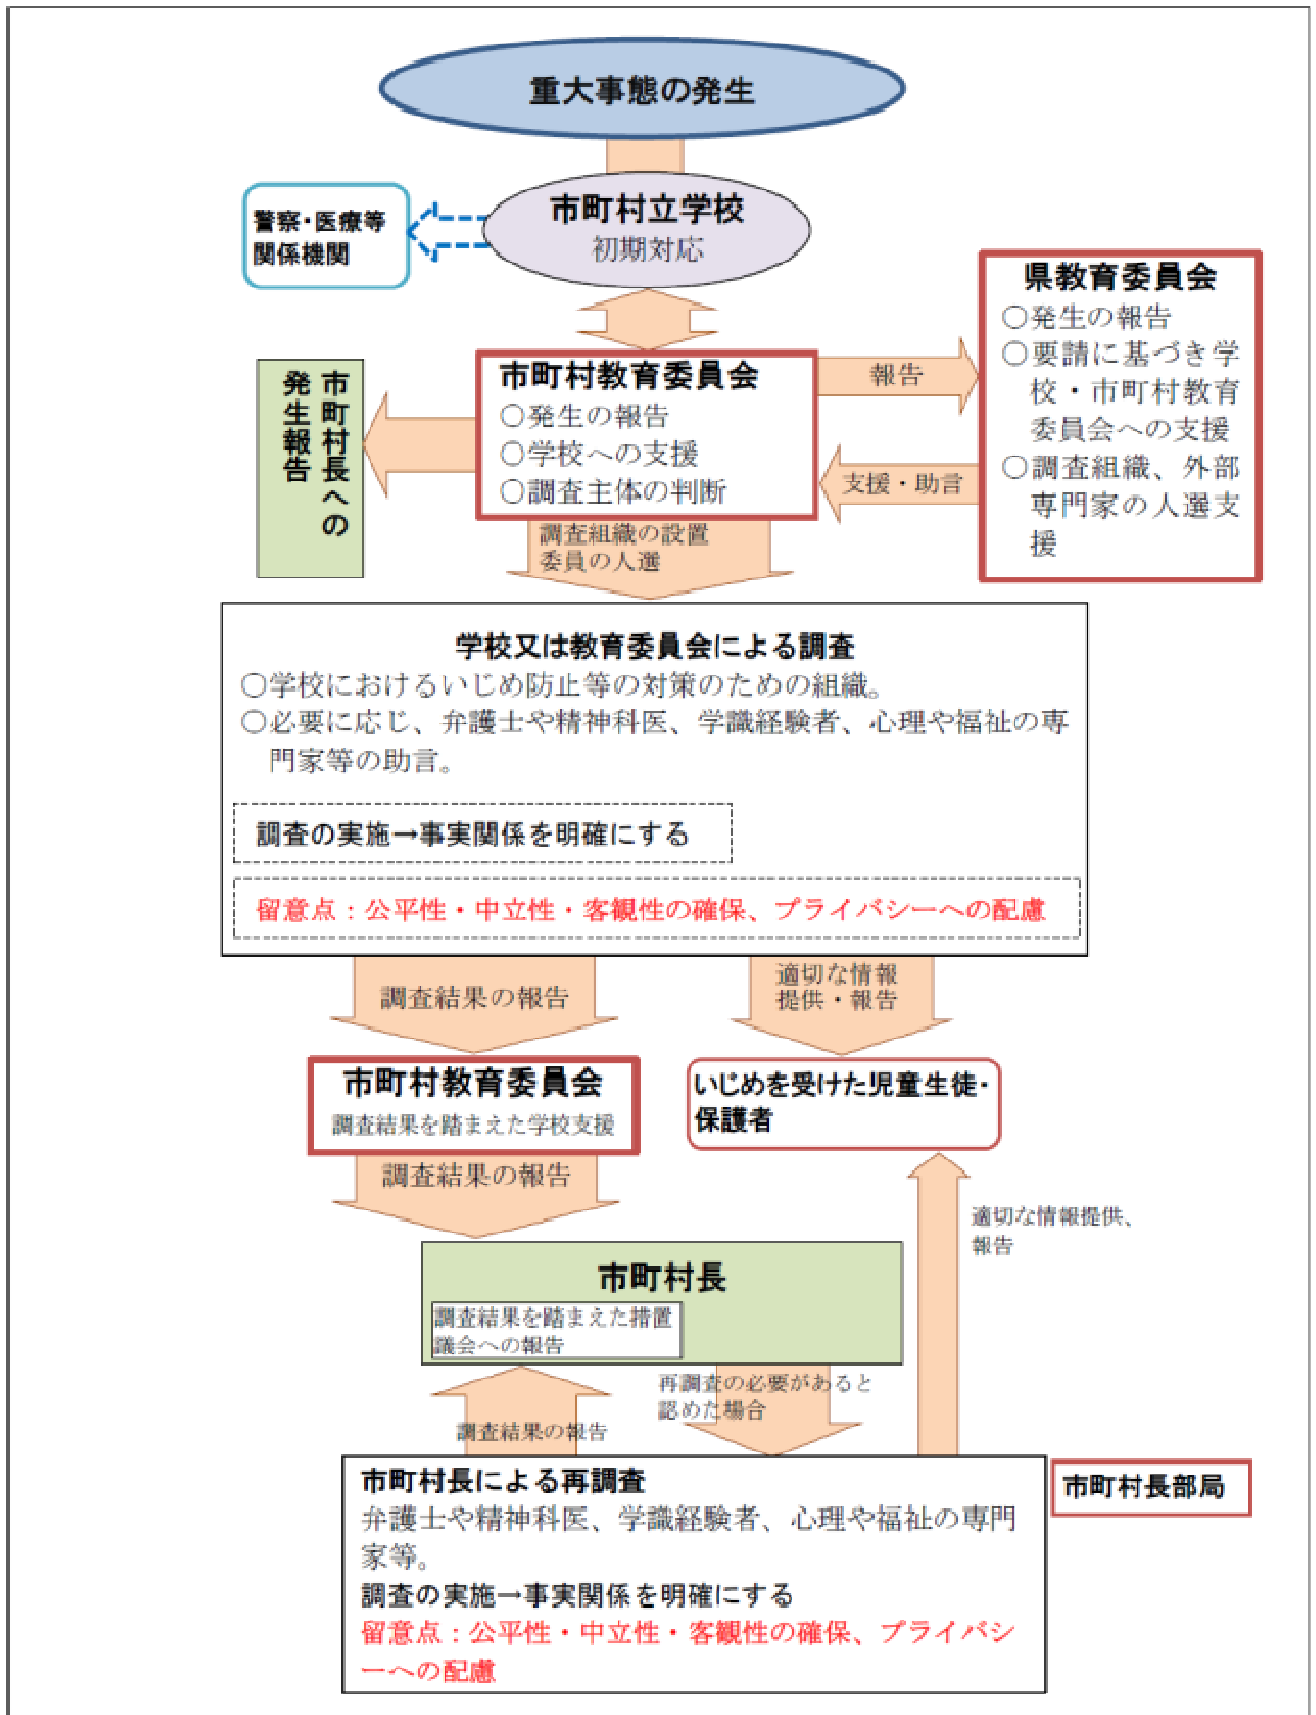 重大事態の発生
市町村立学校
初期対応
警察・医療等
関係機関
県教育委員会
○発生の報告
○要請に基づき学
校・市町村教育
委員会への支援
○調査組織、外部
専門家の人選支
援
市町村教育委員会
○発生の報告
○学校への支援
○調査主体の判断
報告
支援・助言
市町村長への
発生報告
調査組織の設置
委員の人選
学校又は教育委員会による調査
○学校におけるいじめ防止等の対策のための組織。
○必要に応じ、弁護士や精神科医、学識経験者、心理や福祉の専
門家等の助言。
調査の実施→事実関係を明確にする
留意点：公平性・中立性・客観性の確保、プライバシーへの配慮
調査結果の報告
適切な情報
提供・報告
市町村教育委員会
調査結果を踏まえた学校支援
いじめを受けた児童生徒・
保護者
調査結果の報告
適切な情報提供、
報告
市町村長
調査結果を踏まえた措置
議会への報告
再調査の必要があると
認めた場合
調査結果の報告
市町村長による再調査
弁護士や精神科医、学識経験者、心理や福祉の専門
家等。
調査の実施→事実関係を明確にする
留意点：公平性・中立性・客観性の確保、プライバシ
ーへの配慮
市町村長部局